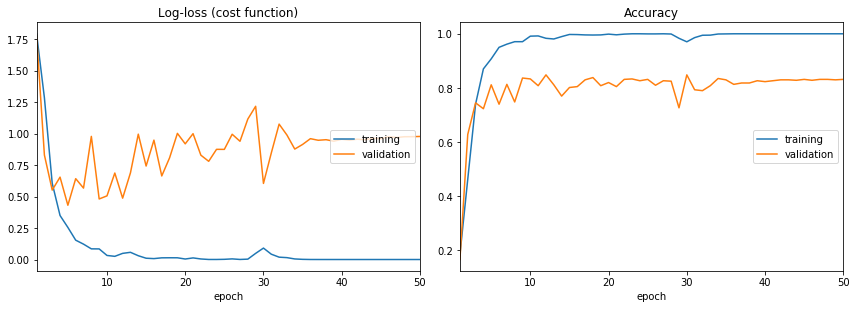 Log-loss (cost function)
1.75
1.50
1.25
1.00
0.75
0.50
0.25
0.00
training
validation
10
20
30
40
50
epoch
Accuracy
1.0
0.8
0.6
0.4
0.2
training
validation
10
20
30
40
50
epoch